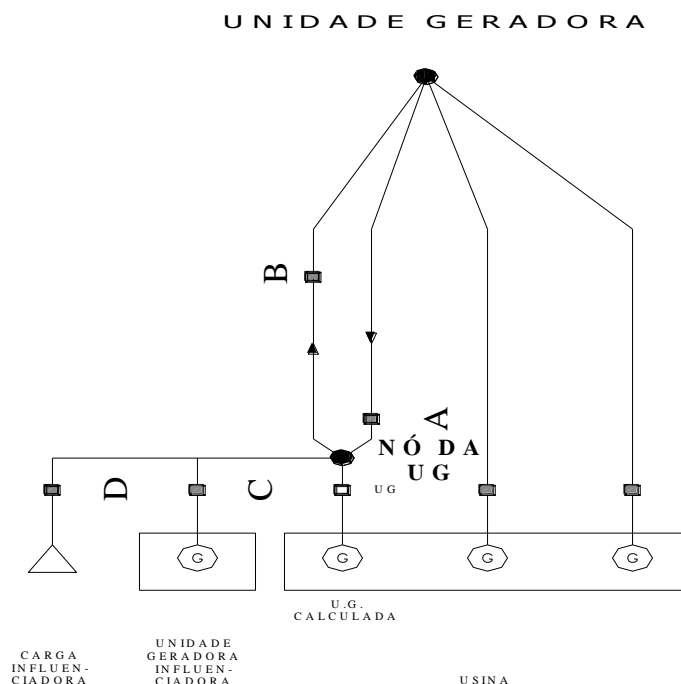 UNIDADE GERADORA
B
A
NÓ DA
UG
D
C
UG
G
G
G
G
U.G.
CALCULADA
CARGA
INFLUEN-
CIADORA
UNIDADE
GERADORA
INFLUEN-
CIADORA
USINA